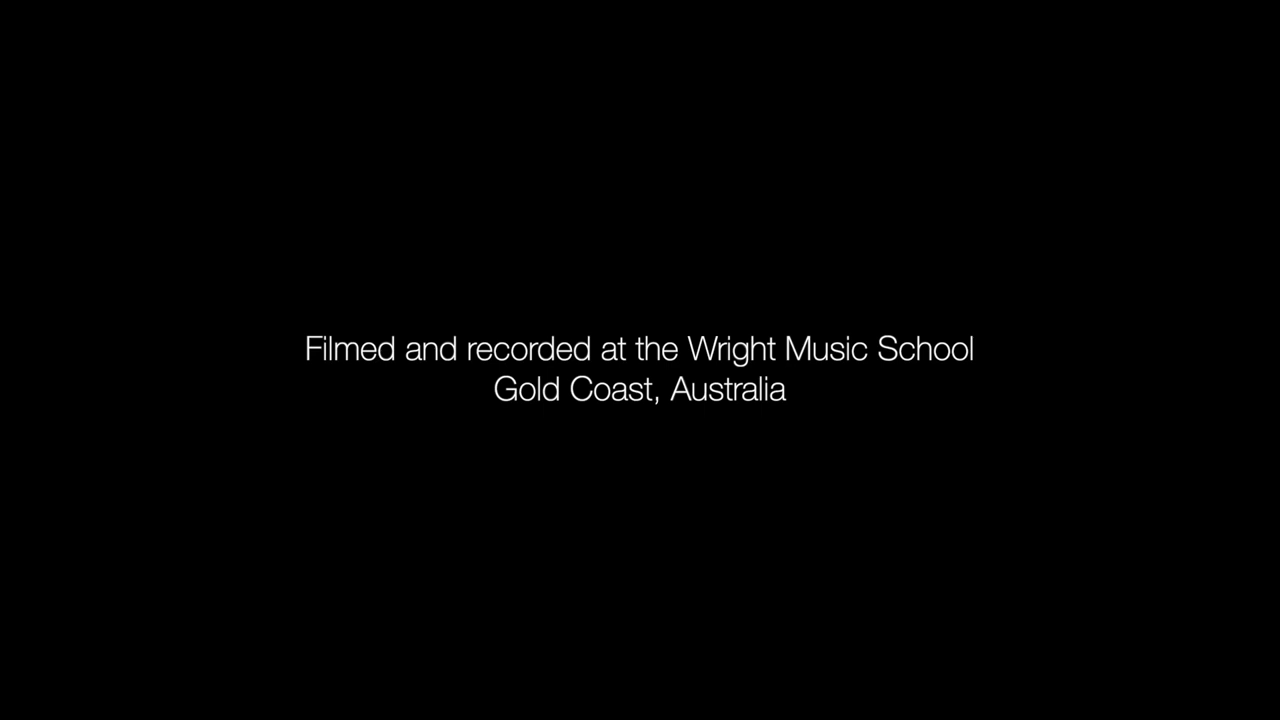 Filmed and recorded at the Wright Music School
Gold Coast, Australia